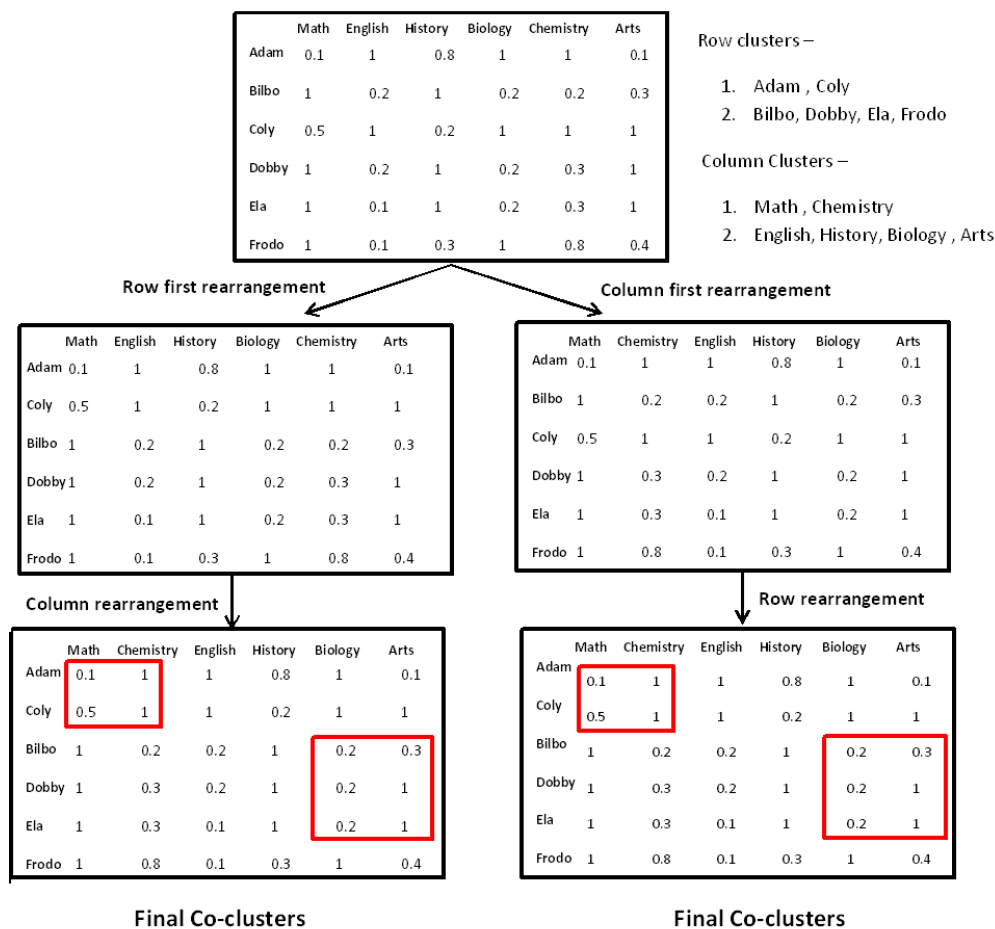 Math English History Biology Chemistry Arts
Adam 0.1 1 0.8 1 1 0.1
Bilbo 1 0.2 1 0.2 0.2 0.3
Coly 0.5 1 0.2 1 1 1
Dobby 1 0.2 1 0.2 0.3 1
Ela 1 0.1 1 0.2 0.3 1
Frodo 1 0.1 0.3 1 0.8 0.4
Row clusters –
1. Adam , Coly
2. Bilbo, Dobby, Ela, Frodo
Column Clusters –
1. Math , Chemistry
2. English, History, Biology , Arts
Row first rearrangement
Column first rearrangement
Math English History Biology Chemistry Arts
Adam 0.1 1 0.8 1 1 0.1
Coly 0.5 1 0.2 1 1 1
Bilbo 1 0.2 1 0.2 0.2 0.3
Dobby 1 0.2 1 0.2 0.3 1
Ela 1 0.1 1 0.2 0.3 1
Frodo 1 0.1 0.3 1 0.8 0.4
Math Chemistry English History Biology Arts
Adam 0.1 1 1 0.8 1 0.1
Bilbo 1 0.2 0.2 1 0.2 0.3
Coly 0.5 1 1 0.2 1 1
Dobby 1 0.3 0.2 1 0.2 1
Ela 1 0.3 0.1 1 0.2 1
Frodo 1 0.8 0.1 0.3 1 0.4
Column rearrangement
Row rearrangement
Math Chemistry English History Biology Arts
Adam 0.1 1 1 0.8 1 0.1
Coly 0.5 1 1 0.2 1 1
Bilbo 1 0.2 0.2 1 0.2 0.3
Dobby 1 0.3 0.2 1 0.2 1
Ela 1 0.3 0.1 1 0.2 1
Frodo 1 0.8 0.1 0.3 1 0.4
Final Co-clusters
Math Chemistry English History Biology Arts
Adam 0.1 1 1 0.8 1 0.1
Coly 0.5 1 1 0.2 1 1
Bilbo 1 0.2 0.2 1 0.2 0.3
Dobby 1 0.3 0.2 1 0.2 1
Ela 1 0.3 0.1 1 0.2 1
Frodo 1 0.8 0.1 0.3 1 0.4
Final Co-clusters